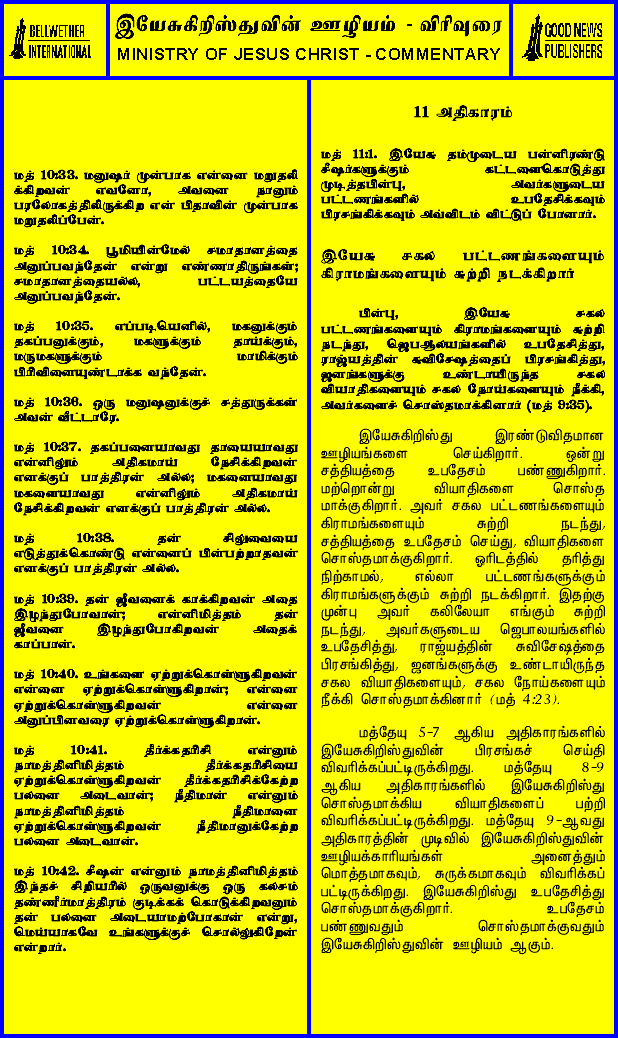 BELLWETHER
INTERNATIONAL
இயேசுகிறிஸ்துவின் ஊழியம் - விரிவுரை
MINISTRY OF JESUS CHRIST - COMMENTARY
GOOD NEWS
PUBLISHERS
மத் 10:33. மனுஷர் முன்பாக என்னை மறுதலி
க்கிறவன் எவனோ, அவனை நானும்
பரலோகத்திலிருக்கிற என் பிதாவின் முன்பாக
மறுதலிப்பேன்.
மத் 10:34. பூமியின்மேல் சமாதானத்தை
அனுப்பவந்தேன் என்று எண்ணாதிருங்கள்;
சமாதானத்தையல்ல, பட்டயத்தையே
அனுப்பவந்தேன்.
மத் 10:35. எப்படியெனில், மகனுக்கும்
தகப்பனுக்கும், மகளுக்கும் தாய்க்கும்,
மருமகளுக்கும் மாமிக்கும்
பிரிவினையுண்டாக்க வந்தேன்.
மத் 10:36. ஒரு மனுஷனுக்குச் சத்துருக்கள்
அவன் வீட்டாரே.
மத் 10:37. தகப்பனையாவது தாயையாவது
என்னிலும் அதிகமாய் நேசிக்கிறவன்
எனக்குப் பாத்திரன் அல்ல; மகனையாவது
மகளையாவது என்னிலும் அதிகமாய்
நேசிக்கிறவன் எனக்குப் பாத்திரன் அல்ல.
மத் 10:38. தன் சிலுவையை
எடுத்துக்கொண்டு என்னைப் பின்பற்றாதவன்
எனக்குப் பாத்திரன் அல்ல.
மத் 10:39. தன் ஜீவனைக் காக்கிறவன் அதை
இழந்துபோவான்; என்னிமித்தம் தன்
ஜீவனை இழந்துபோகிறவன் அதைக்
காப்பான்.
மத் 10:40. உங்களை ஏற்றுக்கொள்ளுகிறவன்
என்னை ஏற்றுக்கொள்ளுகிறான்; என்னை
ஏற்றுக்கொள்ளுகிறவன் என்னை
அனுப்பினவரை ஏற்றுக்கொள்ளுகிறான்.
மத் 10:41. தீர்க்கதரிசி என்னும்
நாமத்தினிமித்தம் தீர்க்கதரிசியை
ஏற்றுக்கொள்ளுகிறவன் தீர்க்கதரிசிக்கேற்ற
பலனை அடைவான்; நீதிமான் என்னும்
நாமத்தினிமித்தம் நீதிமானை
ஏற்றுக்கொள்ளுகிறவன் நீதிமானுக்கேற்ற
பலனை அடைவான்.
மத் 10:42. சீஷன் என்னும் நாமத்தினிமித்தம்
இந்தச் சிறியரில் ஒருவனுக்கு ஒரு கலசம்
தண்ணீர்மாத்திரம் குடிக்கக் கொடுக்கிறவனும்
தன் பலனை அடையாமற்போகான் என்று,
மெய்யாகவே உங்களுக்குச் சொல்லுகிறேன்
என்றார்.
11 அதிகாரம்
மத் 11:1. இயேசு தம்முடைய பன்னிரண்டு
சீஷர்களுக்கும் கட்டளைகொடுத்து
முடித்தபின்பு, அவர்களுடைய
பட்டணங்களில் உபதேசிக்கவும்
பிரசங்கிக்கவும் அவ்விடம் விட்டுப் போனார்.
இயேசு சகல பட்டணங்களையும்
கிராமங்களையும் சுற்றி நடக்கிறார்
பின்பு, இயேசு சகல
பட்டணங்களையும் கிராமங்களையும் சுற்றி
நடந்து, ஜெபஆலயங்களில் உபதேசித்து,
ராஜ்யத்தின் சுவிசேஷத்தைப் பிரசங்கித்து,
ஜனங்களுக்கு உண்டாயிருந்த சகல
வியாதிகளையும் சகல நோய்களையும் நீக்கி,
அவர்களைச் சொஸ்தமாக்கினார் (மத் 9:35).
இயேசுகிறிஸ்து இரண்டுவிதமான
ஊழியங்களை செய்கிறார். ஒன்று
சத்தியத்தை உபதேசம் பண்ணுகிறார்.
மற்றொன்று வியாதிகளை சொஸ்த
மாக்குகிறார். அவர் சகல பட்டணங்களையும்
கிராமங்களையும் சுற்றி நடந்து,
சத்தியத்தை உபதேசம் செய்து, வியாதிகளை
சொஸ்தமாக்குகிறார். ஓரிடத்தில் தரித்து
நிற்காமல், எல்லா பட்டணங்களுக்கும்
கிராமங்களுக்கும் சுற்றி நடக்கிறார். இதற்கு
முன்பு அவர் கலிலேயா எங்கும் சுற்றி
நடந்து, அவர்களுடைய ஜெபாலயங்களில்
உபதேசித்து, ராஜ்யத்தின் சுவிசேஷத்தை
பிரசங்கித்து, ஜனங்களுக்கு உண்டாயிருந்த
சகல வியாதிகளையும், சகல நோய்களையும்
நீக்கி சொஸ்தமாக்கினார் (மத் 4:23).
மத்தேயு 5-7 ஆகிய அதிகாரங்களில்
இயேசுகிறிஸ்துவின் பிரசங்கச் செய்தி
விவரிக்கப்பட்டிருக்கிறது. மத்தேயு 8-9
ஆகிய அதிகாரங்களில் இயேசுகிறிஸ்து
சொஸ்தமாக்கிய வியாதிகளைப் பற்றி
விவரிக்கப்பட்டிருக்கிறது. மத்தேயு 9-ஆவது
அதிகாரத்தின் முடிவில் இயேசுகிறிஸ்துவின்
ஊழியக்காரியங்கள் அனைத்தும்
மொத்தமாகவும், சுருக்கமாகவும் விவரிக்கப்
பட்டிருக்கிறது. இயேசுகிறிஸ்து உபதேசித்து
சொஸ்தமாக்குகிறார். உபதேசம்
பண்ணுவதும் சொஸ்தமாக்குவதும்
இயேசுகிறிஸ்துவின் ஊழியம் ஆகும்.